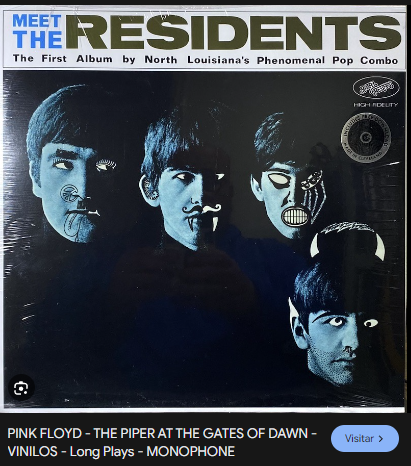 MEET
THE RESIDENTS
The First Album by North Louisiana's Phenomenal Pop Combo
HIGH FIDELITY
PINK FLOYD - THE PIPER AT THE GATES OF DAWN -
VINILOS - Long Plays - MONOPHONE
Visitar >